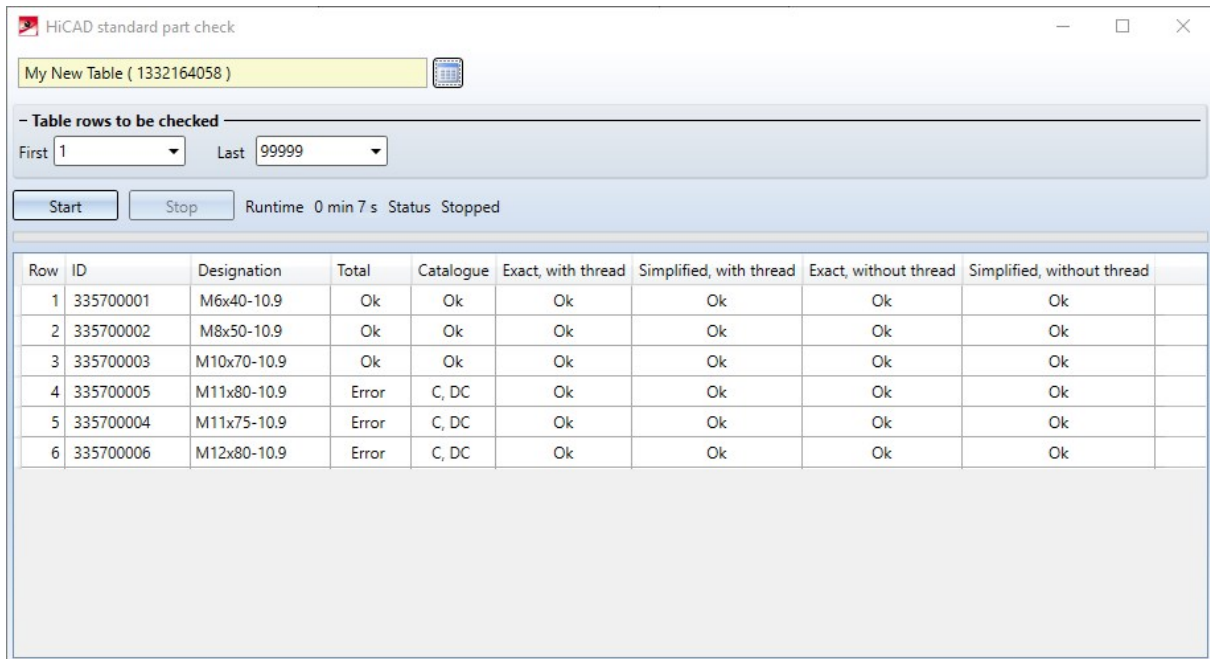 HiCAD standard part check
My New Table ( 1332164058 )
- Table rows to be checked
First 1 Last 99999
Start Stop Runtime 0 min 7 s Status Stopped
Row ID Designation Total Catalogue Exact, with thread Simplified, with thread Exact, without thread Simplified, without thread
1 335700001 M6x40-10.9 Ok Ok Ok Ok Ok Ok
2 335700002 M8x50-10.9 Ok Ok Ok Ok Ok Ok
3 335700003 M10x70-10.9 Ok Ok Ok Ok Ok Ok
4 335700005 M11x80-10.9 Error C, DC Ok Ok Ok Ok
5 335700004 M11x75-10.9 Error C, DC Ok Ok Ok Ok
6 335700006 M12x80-10.9 Error C, DC Ok Ok Ok Ok